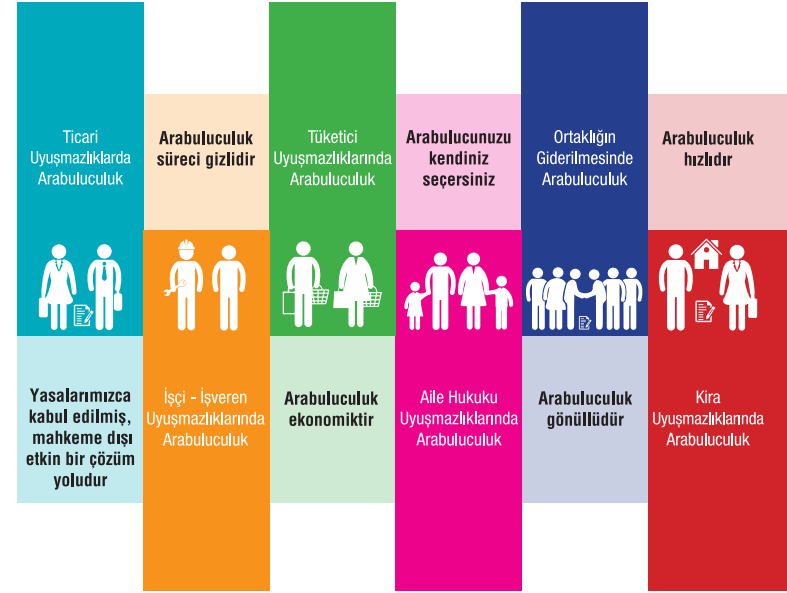 Ticari
Uyuşmazlıklarda
Arabuluculuk
Arabuluculuk
süreci gizlidir
Tüketici
Uyuşmazlıklarında
Arabuluculuk
Arabulucunuzu
kendiniz
seçersiniz
Ortaklığın
Giderilmesinde
Arabuluculuk
Arabuluculuk
hızlıdır
Yasalarımızca
kabul edilmiş,
mahkeme dışı
etkin bir çözüm
yoludur
İşçi - İşveren
Uyuşmazlıklarında
Arabuluculuk
Arabuluculuk
ekonomiktir
Aile Hukuku
Uyuşmazlıklarında
Arabuluculuk
Arabuluculuk
gönüllüdür
Kira
Uyuşmazlıklarında
Arabuluculuk